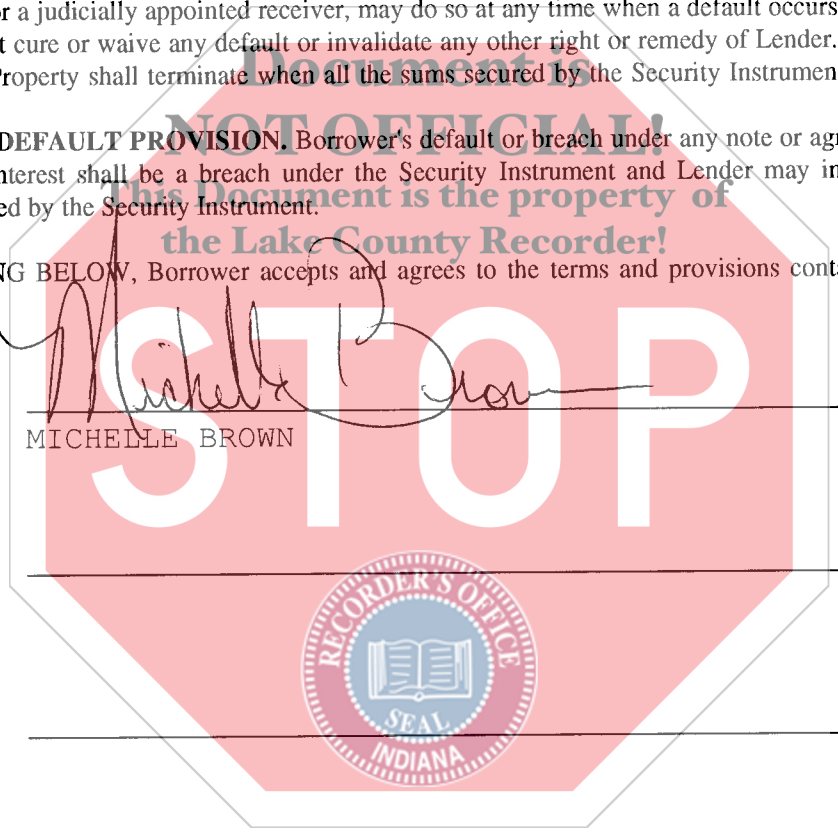 r a judicially appointed receiver, may do so at any time when a default occurs
t cure or waive any default or invalidate any other right or remedy of Lender.
Property shall terminate when all the sums secured by the Security Instrumen
Document is
NOT OFFICIAL!
DEFAULT PROVISION. Borrower's default or breach under any note or agr
nterest shall be a breach under the Security Instrument and Lender may in
This Document is the property of
ed by the Security Instrument.
the Lake County Recorder!
NG BELOW, Borrower accepts and agrees to the terms and provisions conta
Michelle Brown
MICHELLE BROWN
STOP
RECORDER'S OFFICE
SEAL
INDIANA